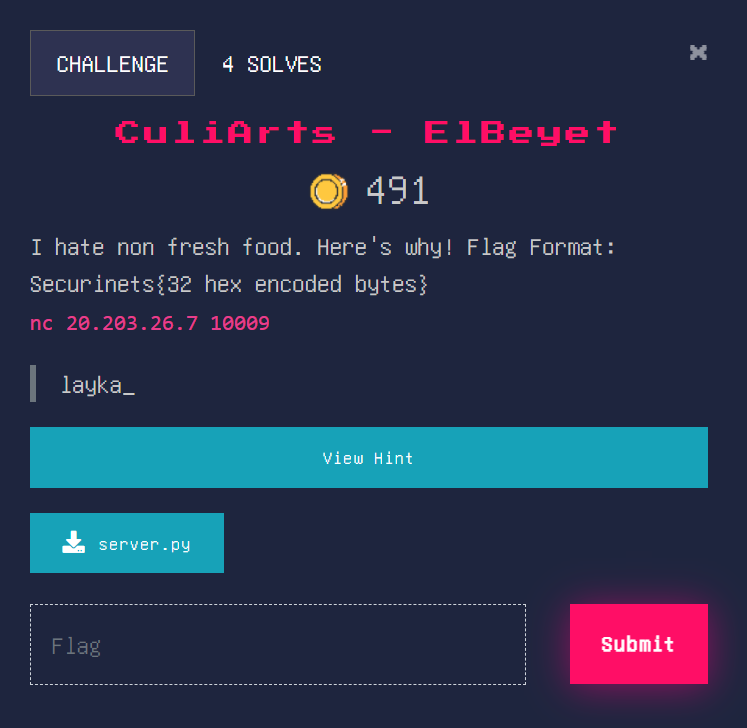 CHALLENGE
4 SOLVES
✖
CuliArts - ElBeyet
491
I hate non fresh food. Here's why! Flag Format:
Securinets{32 hex encoded bytes}
nc 20.203.26.7 10009
layka_
View Hint
server.py
Flag
Submit